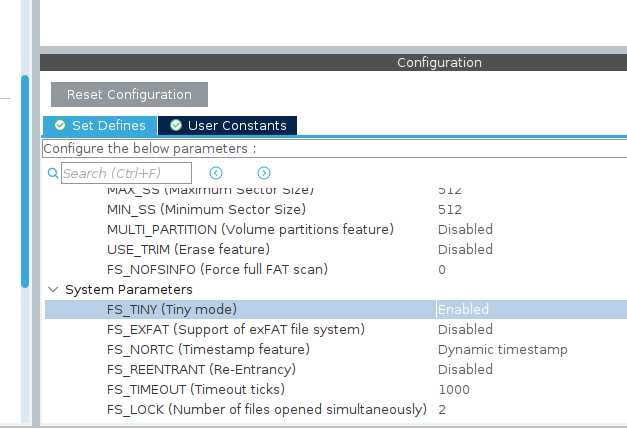 Configuration
Reset Configuration
Set Defines User Constants
Configure the below parameters :
Search (Ctrl+F)
MAX_SS (Maximum Sector Size) 512
MIN_SS (Minimum Sector Size) 512
MULTI_PARTITION (Volume partitions feature) Disabled
USE_TRIM (Erase feature) Disabled
FS_NOFSINFO (Force full FAT scan) 0
System Parameters
FS_TINY (Tiny mode) Enabled
FS_EXFAT (Support of exFAT file system) Disabled
FS_NORTC (Timestamp feature) Dynamic timestamp
FS_REENTRANT (Re-Entrancy) Disabled
FS_TIMEOUT (Timeout ticks) 1000
FS_LOCK (Number of files opened simultaneously) 2